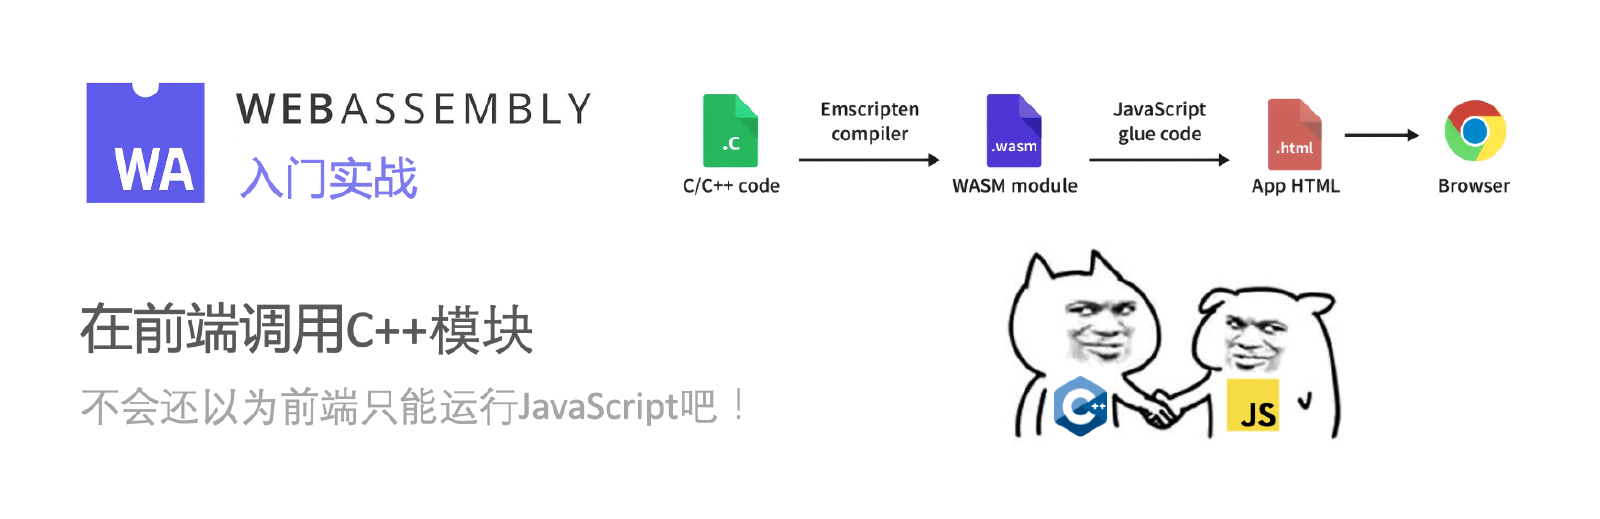 WA
WEBASSEMBLY
入门实战
.C
C/C++ code
Emscripten
compiler
.wasm
WASM module
JavaScript
glue code
.html
App HTML
Browser
在前端调用C++模块
不会还以为前端只能运行JavaScript吧！
C++
JS